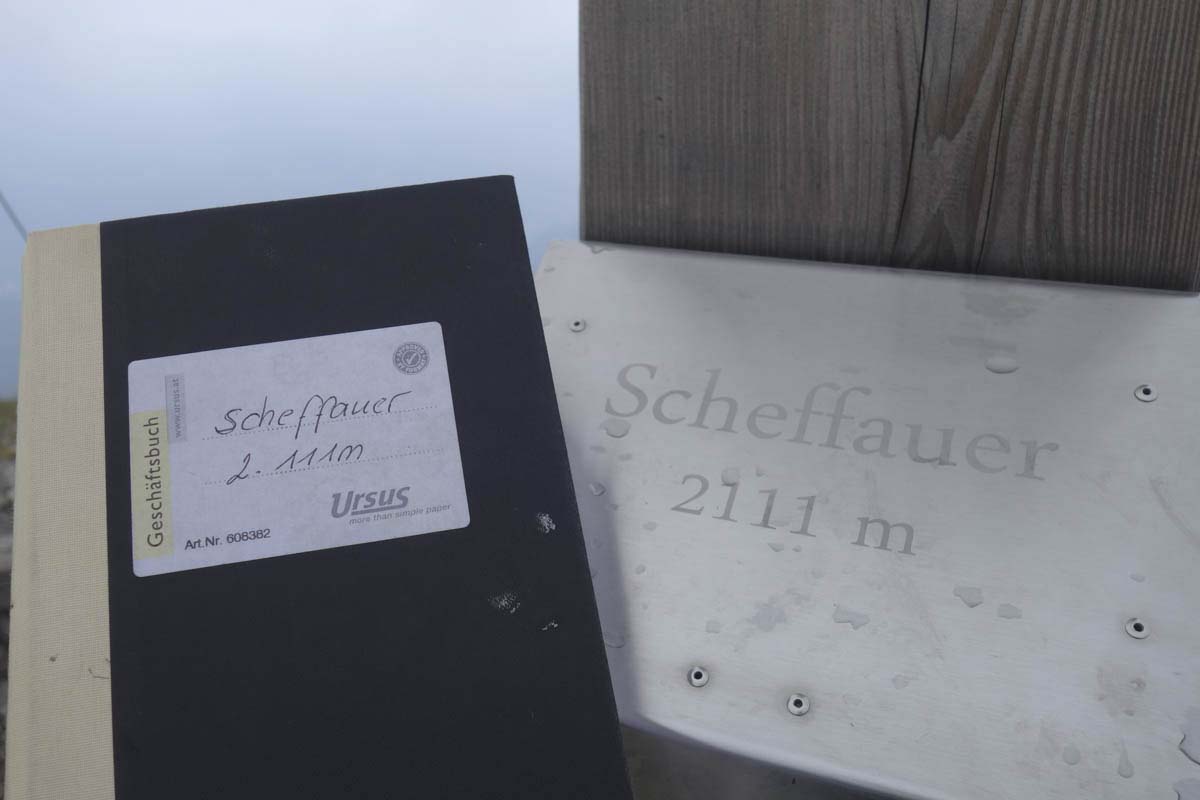 www.ursus.at
Geschäftsbuch
Scheffauer
2.111m
Ursus
more than simple paper
Art.Nr. 608382
Scheffauer
2111 m